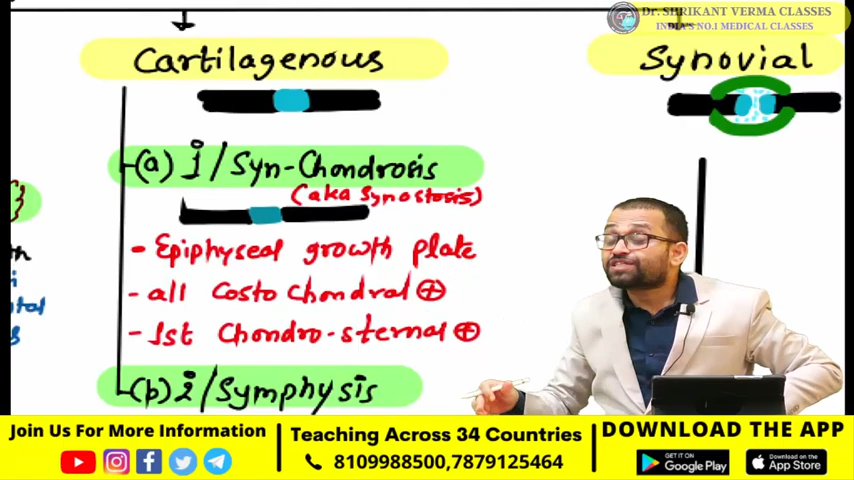 Dr. SHRIKANT VERMA CLASSES
INDIA'S NO.1 MEDICAL CLASSES
Cartilagenous
Synovial
(a) 1/Syn-Chondrosis
(aka Synostosis)
- Epiphyseal growth plate
- all Costo Chondral
- 1st Chondro-sternal
(b) 2/Symphysis
Join Us For More Information
Teaching Across 34 Countries
8109988500,7879125464
DOWNLOAD THE APP
GET IT ON
Google Play
Download on the
App Store